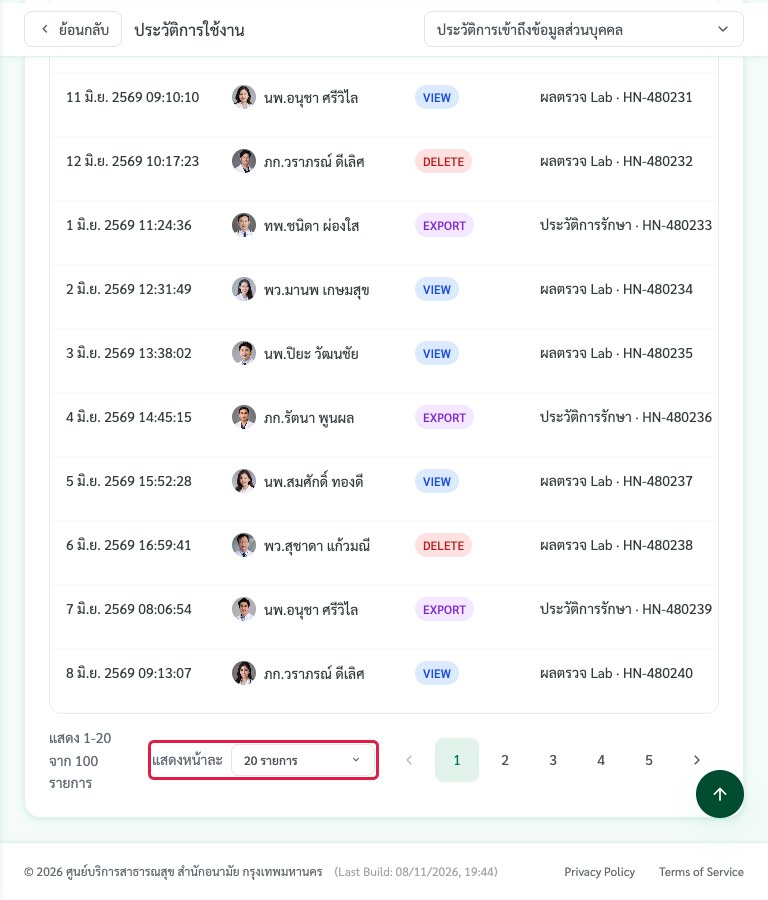 ย้อนกลับ ประวัติการใช้งาน ประวัติการเข้าถึงข้อมูลส่วนบุคคล
11 มิ.ย. 2569 09:10:10 นพ.อนุชา ศรีวิไล VIEW ผลตรวจ Lab · HN-480231
12 มิ.ย. 2569 10:17:23 ภก.วราภรณ์ ดีเลิศ DELETE ผลตรวจ Lab · HN-480232
1 มิ.ย. 2569 11:24:36 ทพ.ชนิดา ผ่องใส EXPORT ประวัติการรักษา · HN-480233
2 มิ.ย. 2569 12:31:49 พว.มานพ เกษมสุข VIEW ผลตรวจ Lab · HN-480234
3 มิ.ย. 2569 13:38:02 นพ.ปิยะ วัฒนชัย VIEW ผลตรวจ Lab · HN-480235
4 มิ.ย. 2569 14:45:15 ภก.รัตนา พูนผล EXPORT ประวัติการรักษา · HN-480236
5 มิ.ย. 2569 15:52:28 นพ.สมศักดิ์ ทองดี VIEW ผลตรวจ Lab · HN-480237
6 มิ.ย. 2569 16:59:41 พว.สุชาดา แก้วมณี DELETE ผลตรวจ Lab · HN-480238
7 มิ.ย. 2569 08:06:54 นพ.อนุชา ศรีวิไล EXPORT ประวัติการรักษา · HN-480239
8 มิ.ย. 2569 09:13:07 ภก.วราภรณ์ ดีเลิศ VIEW ผลตรวจ Lab · HN-480240
แสดง 1-20
จาก 100
รายการ
แสดงหน้าละ 20 รายการ 1 2 3 4 5
© 2026 ศูนย์บริการสาธารณสุข สำนักอนามัย กรุงเทพมหานคร (Last Build: 08/11/2026, 19:44) Privacy Policy Terms of Service